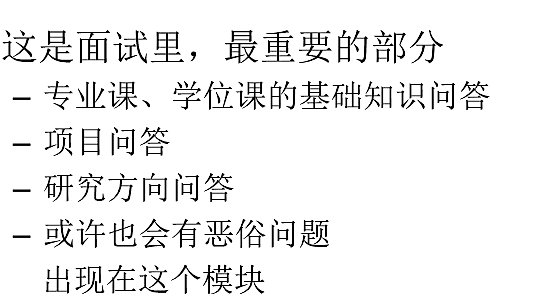 这是面试里，最重要的部分
– 专业课、学位课的基础知识问答
– 项目问答
– 研究方向问答
– 或许也会有恶俗问题
出现在这个模块